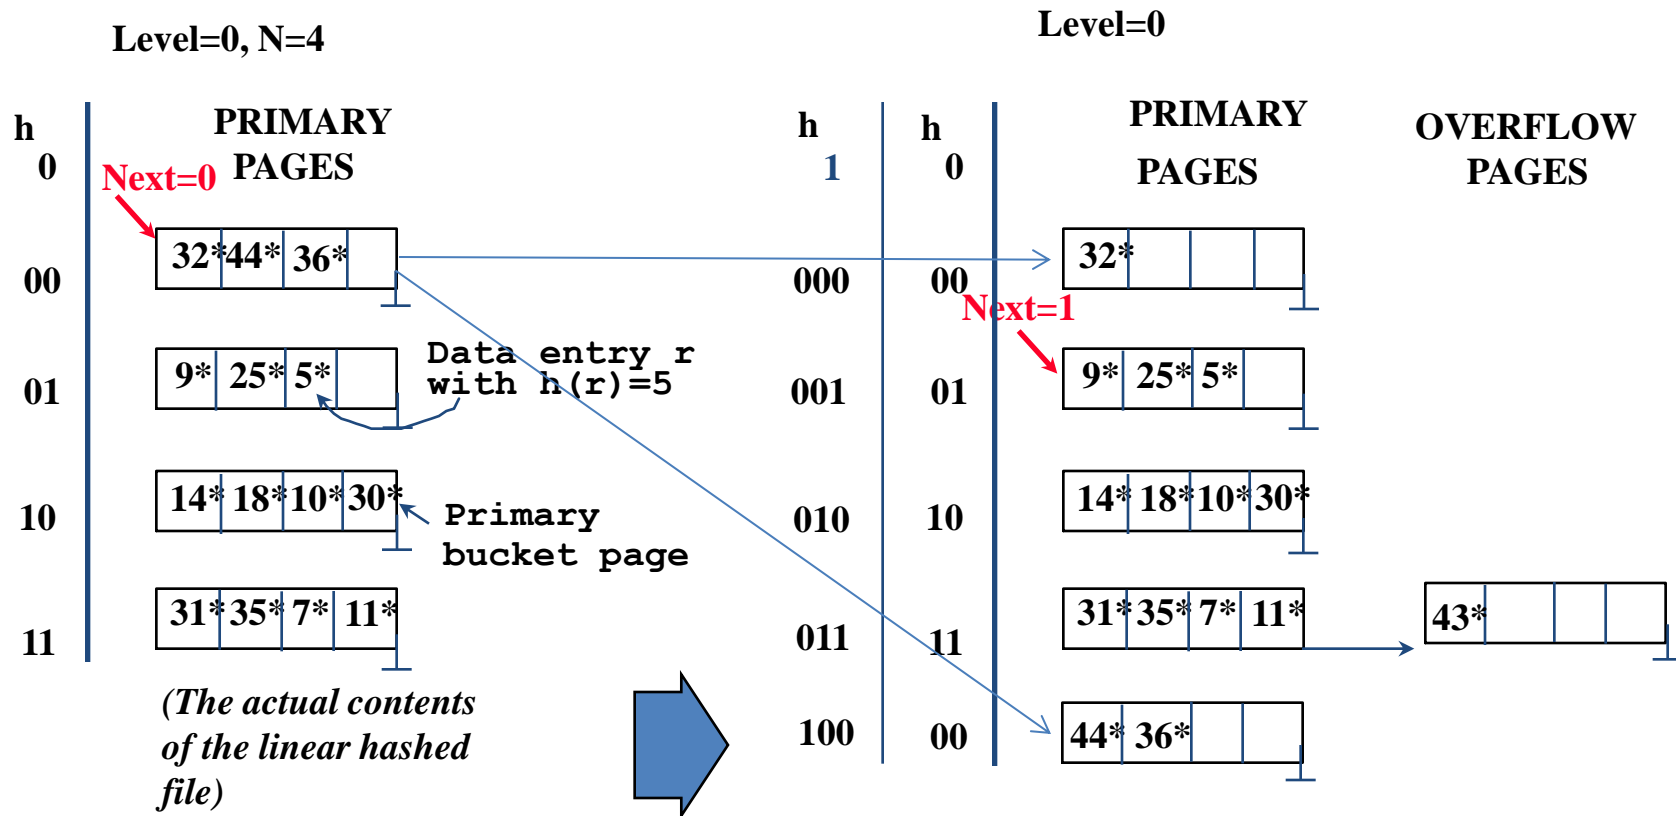 Level=0, N=4
h
0
PRIMARY
PAGES
Next=0
00
32* 44* 36*
01
9* 25* 5*
Data entry r
with h(r)=5
10
14* 18* 10* 30*
Primary
bucket page
11
31* 35* 7* 11*
(The actual contents
of the linear hashed
file)
Level=0
h
1
h
0
PRIMARY
PAGES
OVERFLOW
PAGES
000 00
32*
Next=1
001 01
9* 25* 5*
010 10
14* 18* 10* 30*
011 11
31* 35* 7* 11*
43*
100 00
44* 36*